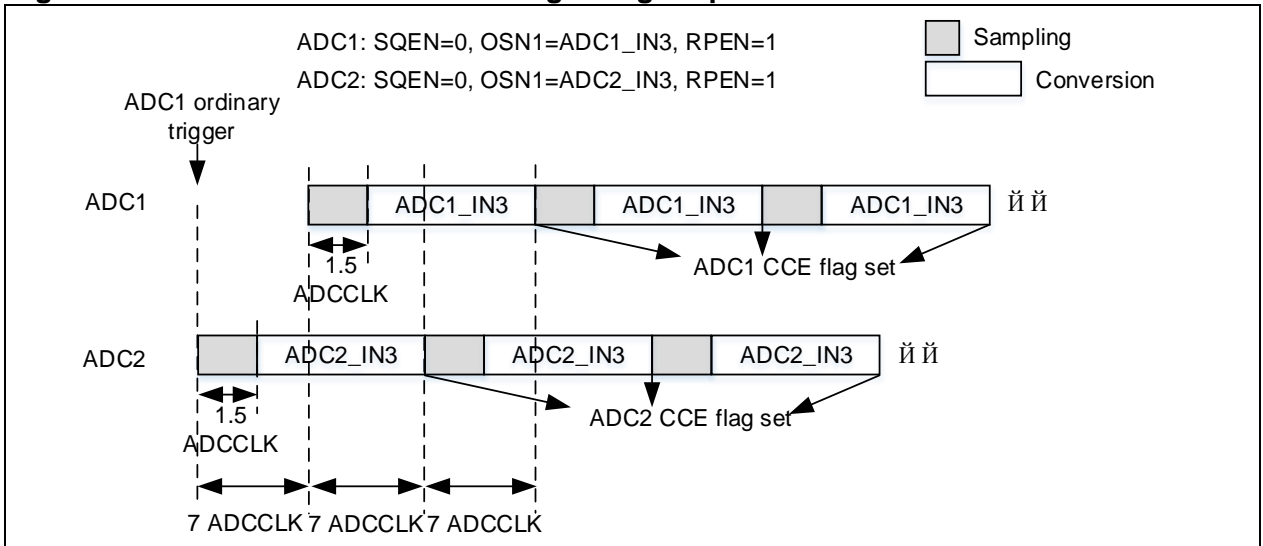 ADC1: SQEN=0, OSN1=ADC1_IN3, RPEN=1
ADC2: SQEN=0, OSN1=ADC2_IN3, RPEN=1
Sampling
Conversion
ADC1 ordinary
trigger
ADC1
ADC1_IN3
ADC1_IN3
ADC1_IN3
Й Й
1.5
ADCCLK
ADC1 CCE flag set
ADC2
ADC2_IN3
ADC2_IN3
ADC2_IN3
Й Й
1.5
ADCCLK
ADC2 CCE flag set
7 ADCCLK
7 ADCCLK
7 ADCCLK